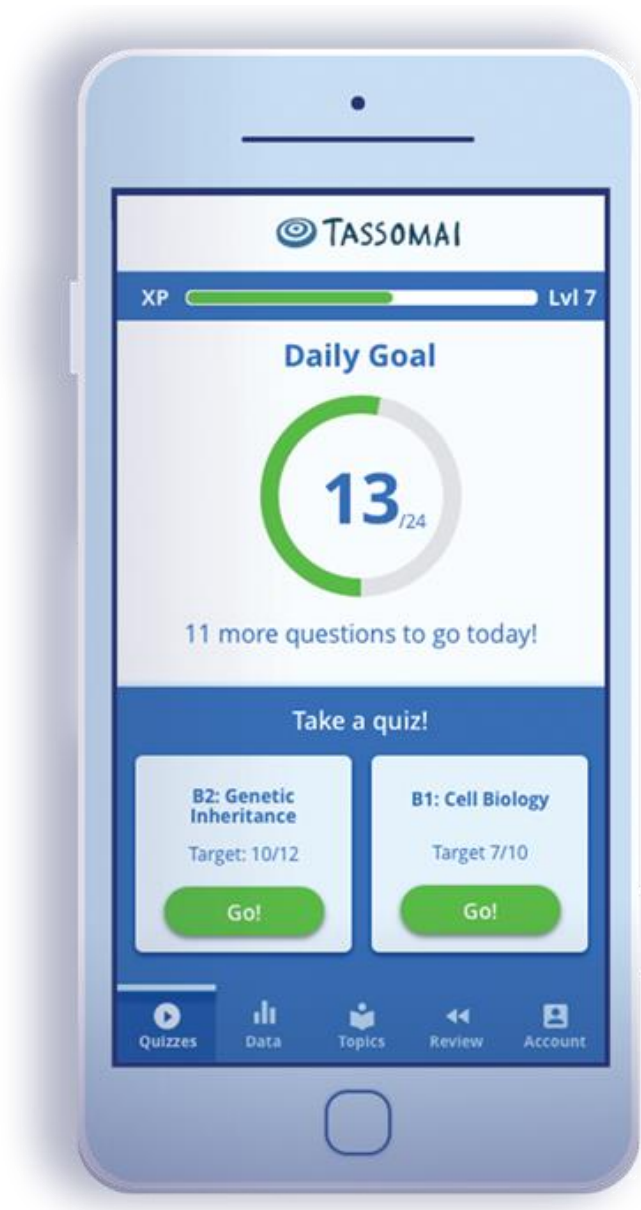 TASSOMAI
XP Lvl 7
Daily Goal
13/24
11 more questions to go today!
Take a quiz!
B2: Genetic
Inheritance
Target: 10/12
Go!
B1: Cell Biology
Target 7/10
Go!
Quizzes Data Topics Review Account